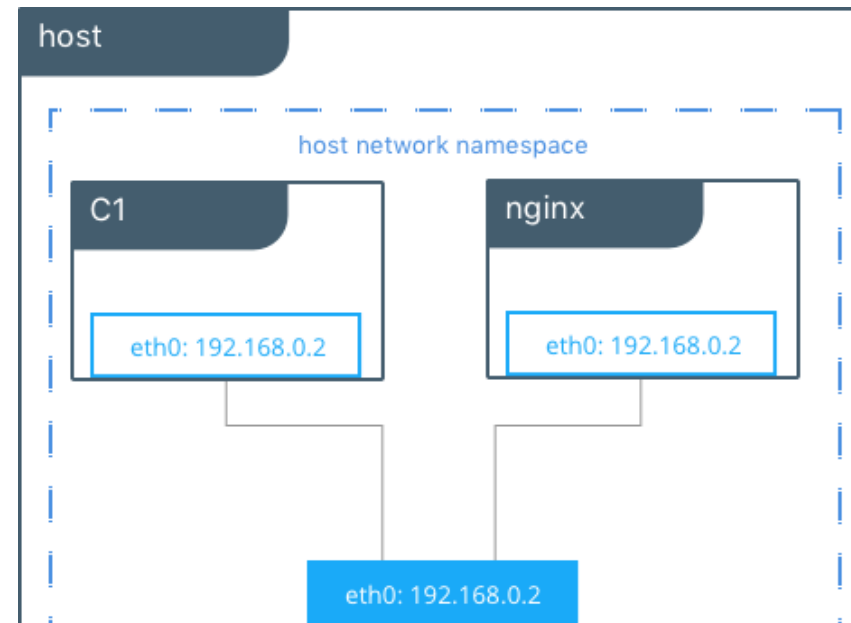 host
host network namespace
C1
nginx
eth0: 192.168.0.2
eth0: 192.168.0.2
eth0: 192.168.0.2